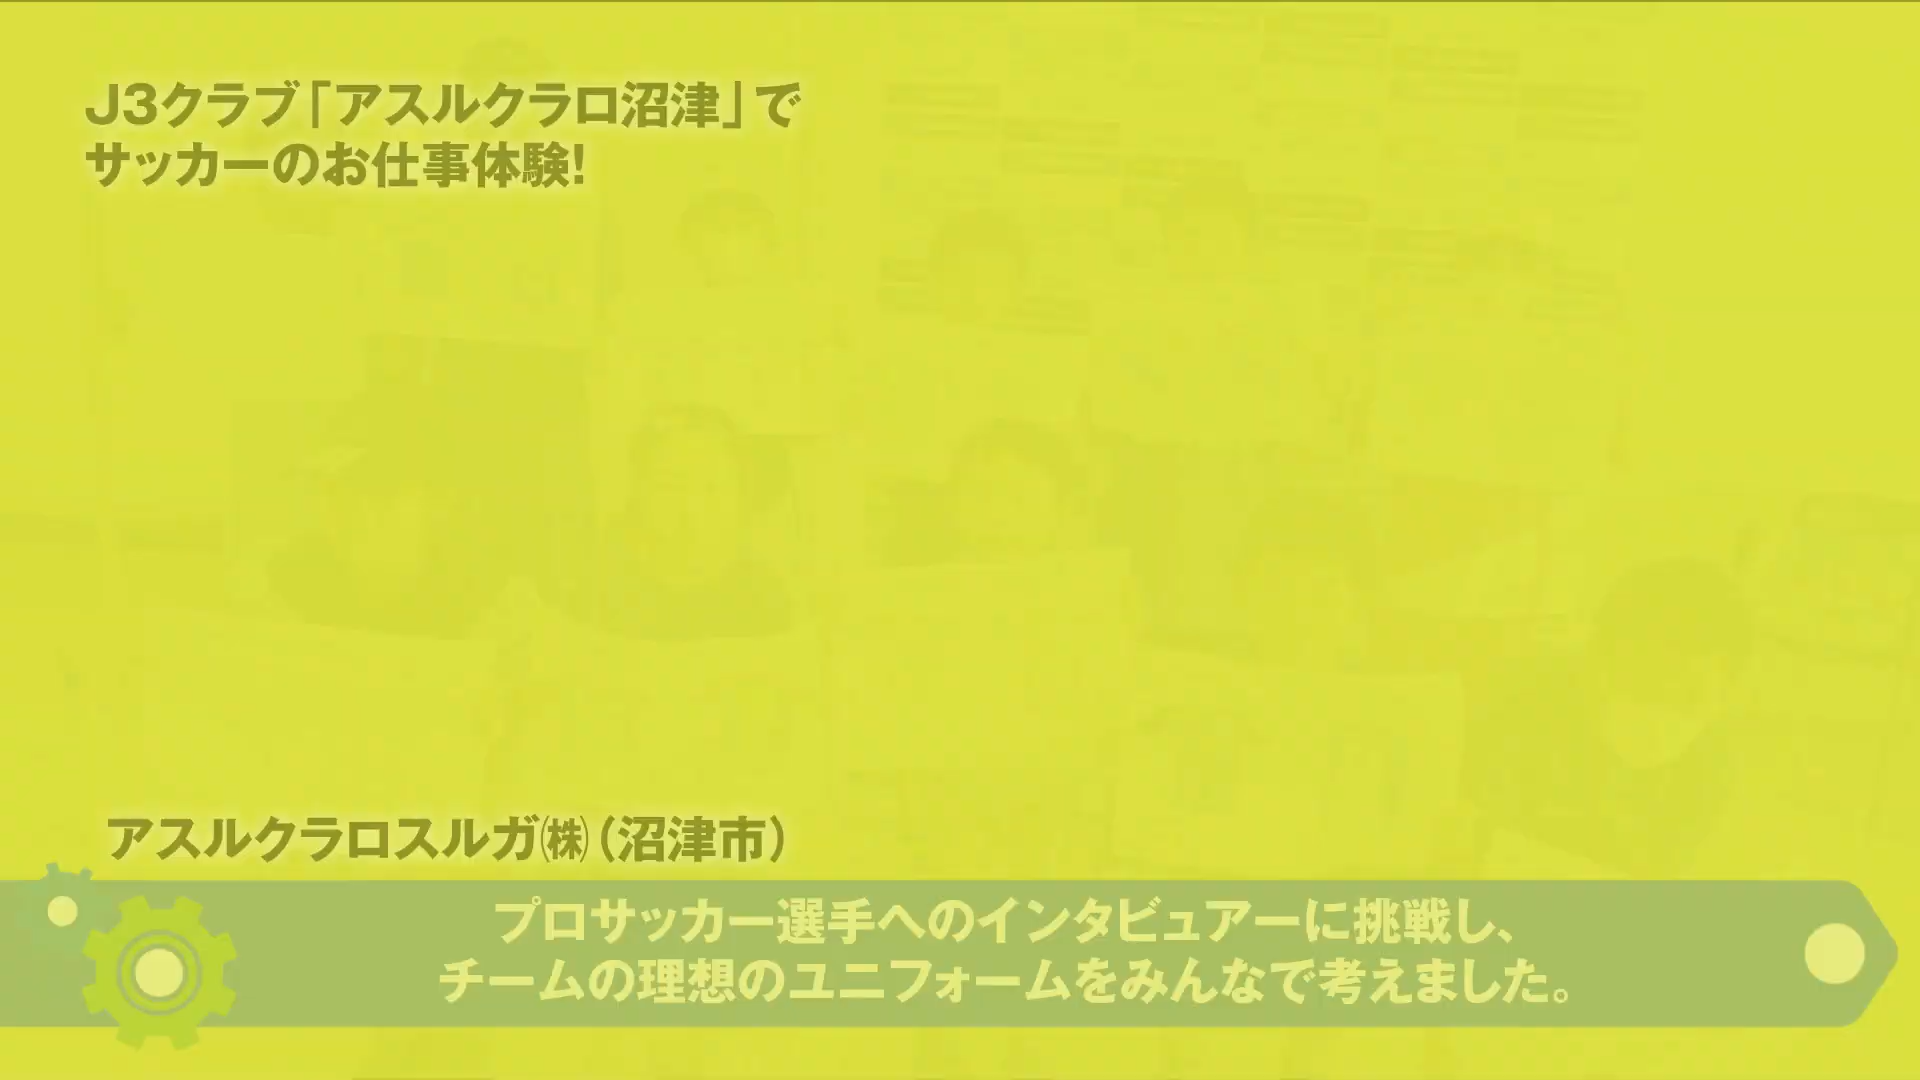 J3クラブ「アスルクラロ沼津」で
サッカーのお仕事体験!
アスルクラロスルガ㈱（沼津市）
プロサッカー選手へのインタビュアーに挑戦し、
チームの理想のユニフォームをみんなで考えました。